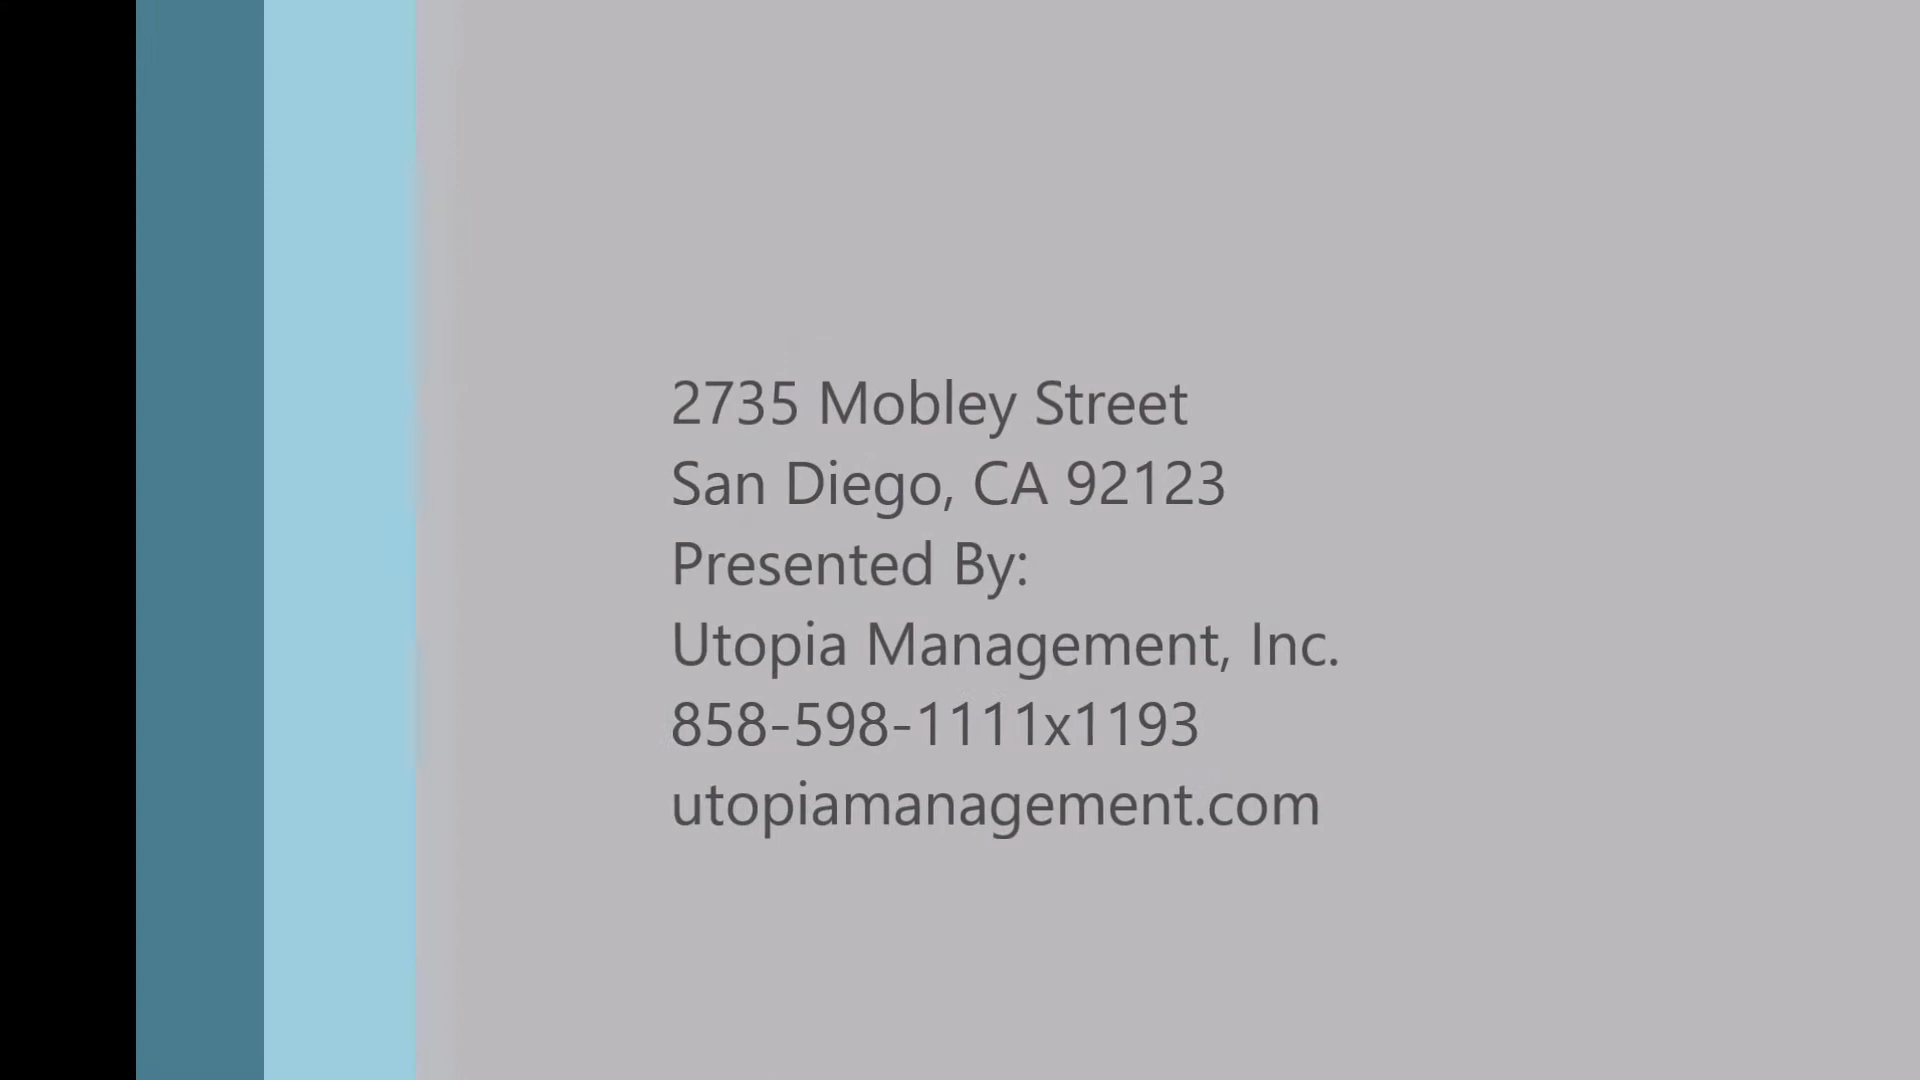 2735 Mobley Street
San Diego, CA 92123
Presented By:
Utopia Management, Inc.
858-598-1111x1193
utopiamanagement.com